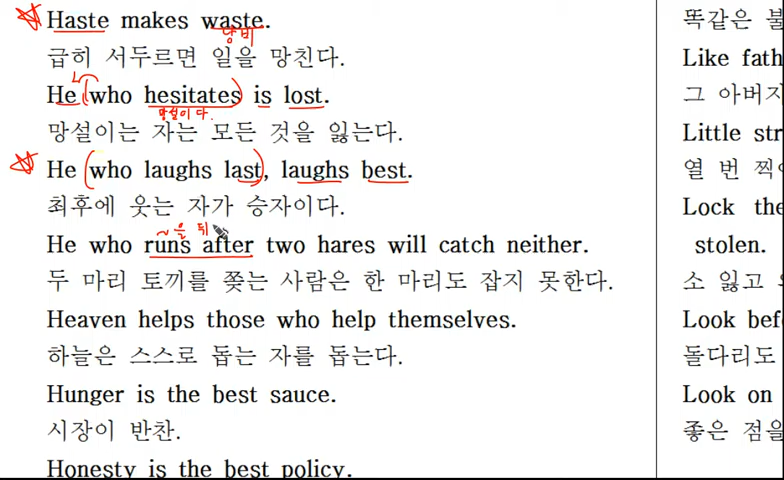 Haste makes waste.
낭비
급히 서두르면 일을 망친다.
He (who hesitates) is lost.
망설이다.
망설이는 자는 모든 것을 잃는다.
He (who laughs last), laughs best.
최후에 웃는 자가 승자이다.
~을 뒤
He who runs after two hares will catch neither.
두 마리 토끼를 쫓는 사람은 한 마리도 잡지 못한다.
Heaven helps those who help themselves.
하늘은 스스로 돕는 자를 돕는다.
Hunger is the best sauce.
시장이 반찬.
Honesty is the best policy.
똑같은 불
Like fath
그 아버지
Little str
열 번 찍
Lock the
stolen.
소 잃고
Look bef
돌다리도
Look on
좋은 점을